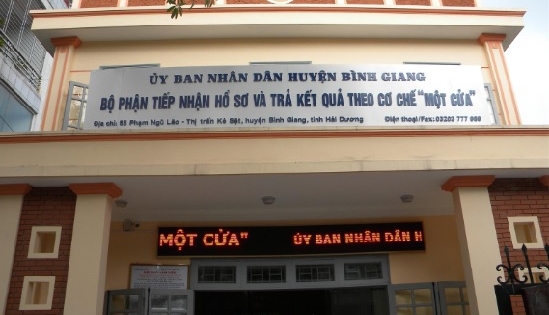 ỦY BAN NHÂN DÂN HUYỆN BÌNH GIANG
BỘ PHẬN TIẾP NHẬN HỒ SƠ VÀ TRẢ KẾT QUẢ THEO CƠ CHẾ "MỘT CỬA"
Địa chỉ: 85 Phạm Ngũ Lão - Thị trấn Kẻ Sặt, huyện Bình Giang, tỉnh Hải Dương Điện thoại/Fax: 03203 777 999
MỘT CỬA" ỦY BAN NHÂN DÂN H